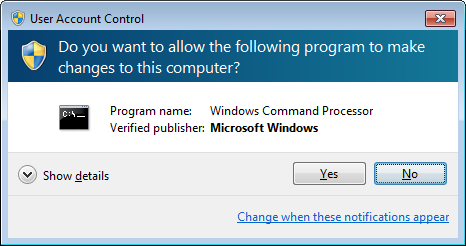 User Account Control
Do you want to allow the following program to make
changes to this computer?
C:\_
Program name: Windows Command Processor
Verified publisher: Microsoft Windows
Show details
Yes
No
Change when these notifications appear